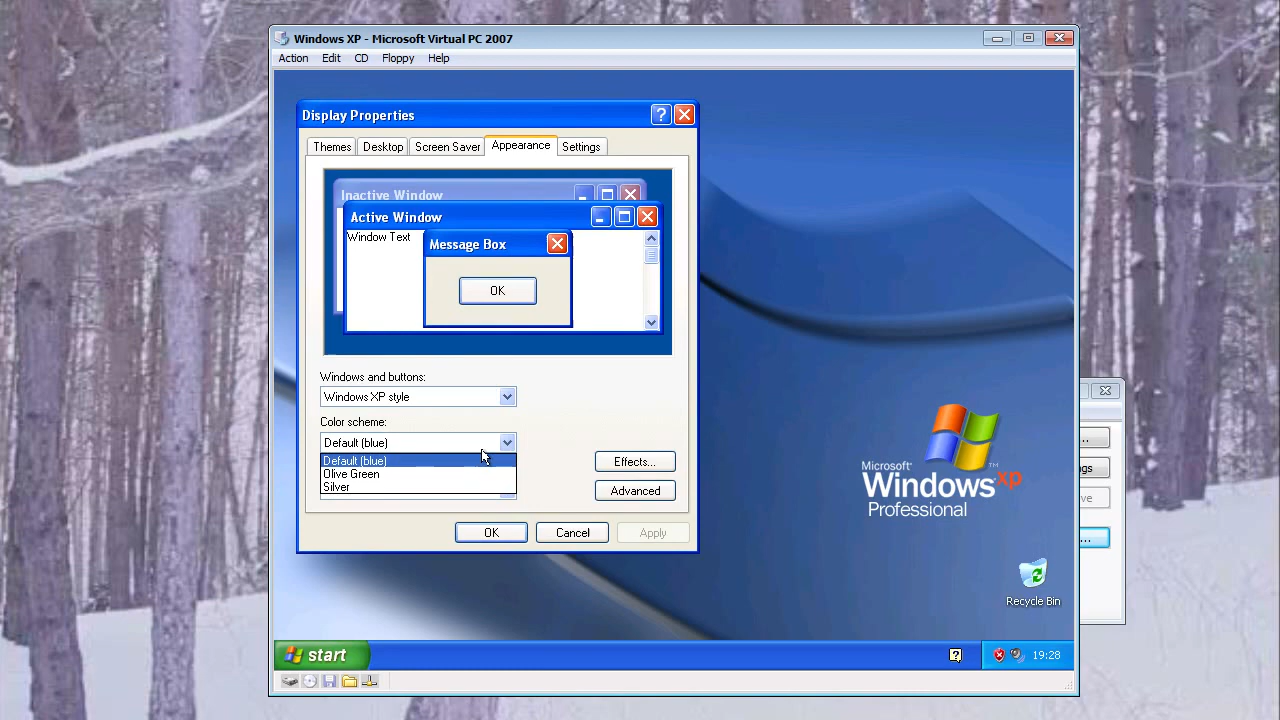 Windows XP - Microsoft Virtual PC 2007
Action Edit CD Floppy Help
Display Properties
Themes Desktop Screen Saver Appearance Settings
Inactive Window
Active Window
Window Text
Message Box
OK
Windows and buttons:
Windows XP style
Color scheme:
Default (blue)
Default (blue)
Olive Green
Silver
Effects...
Advanced
OK Cancel Apply
Microsoft
Windows xp
Professional
TM
Recycle Bin
start
19:28